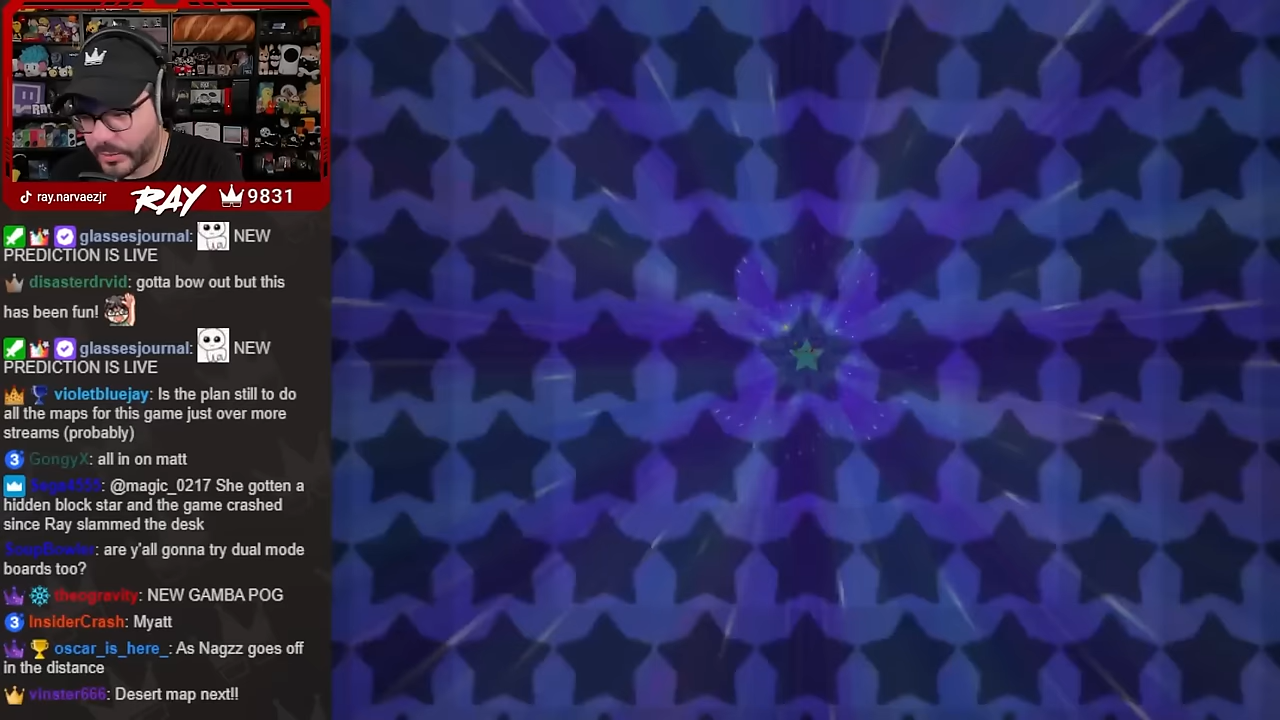 ray.narvaezjr RAY 9831
glassesjournal: NEW
PREDICTION IS LIVE
disasterdrvid: gotta bow out but this
has been fun!
glassesjournal: NEW
PREDICTION IS LIVE
violetbluejay: Is the plan still to do
all the maps for this game just over more
streams (probably)
3 GongyX: all in on matt
Sega4555: @magic_0217 She gotten a
hidden block star and the game crashed
since Ray slammed the desk
SoupBowler: are y'all gonna try dual mode
boards too?
theogravity: NEW GAMBA POG
3 InsiderCrash: Myatt
oscar_is_here_: As Nagzz goes off
in the distance
vinster666: Desert map next!!